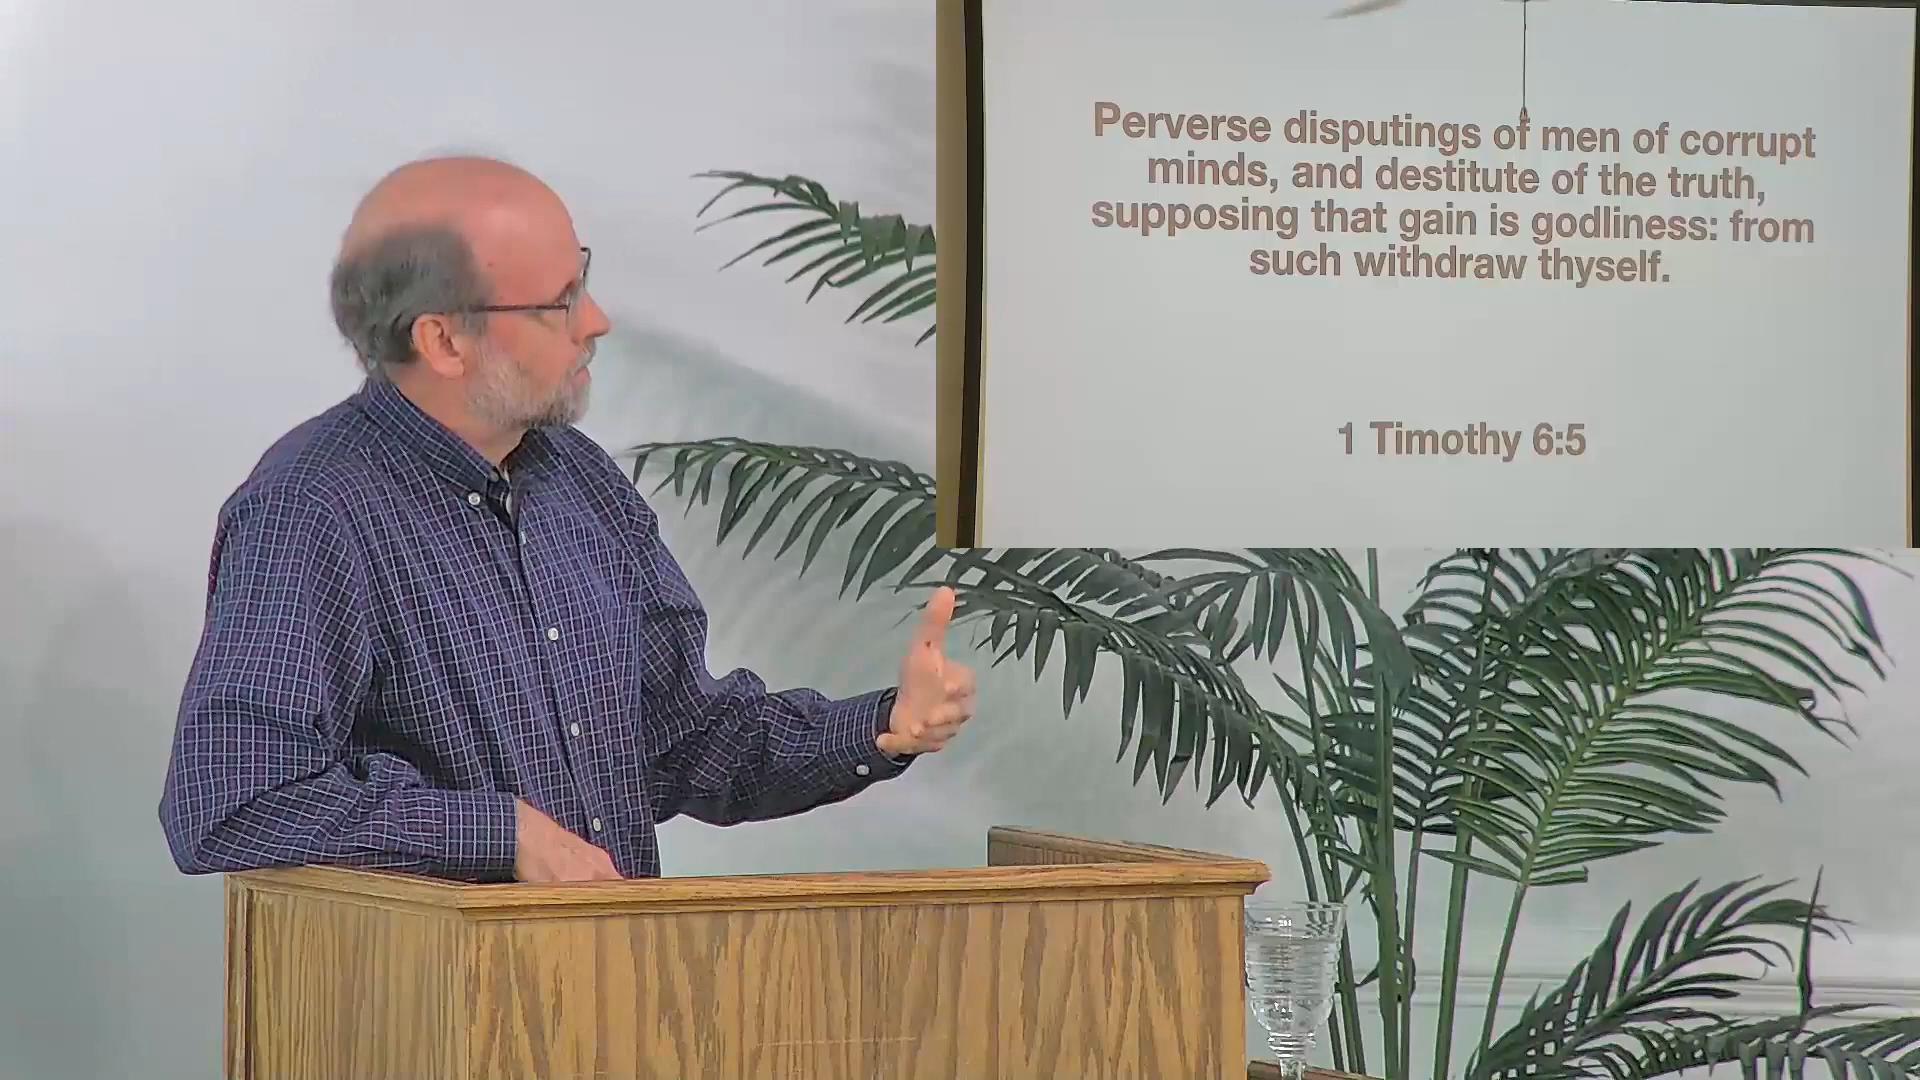 Perverse disputings of men of corrupt
minds, and destitute of the truth,
supposing that gain is godliness: from
such withdraw thyself.
1 Timothy 6:5